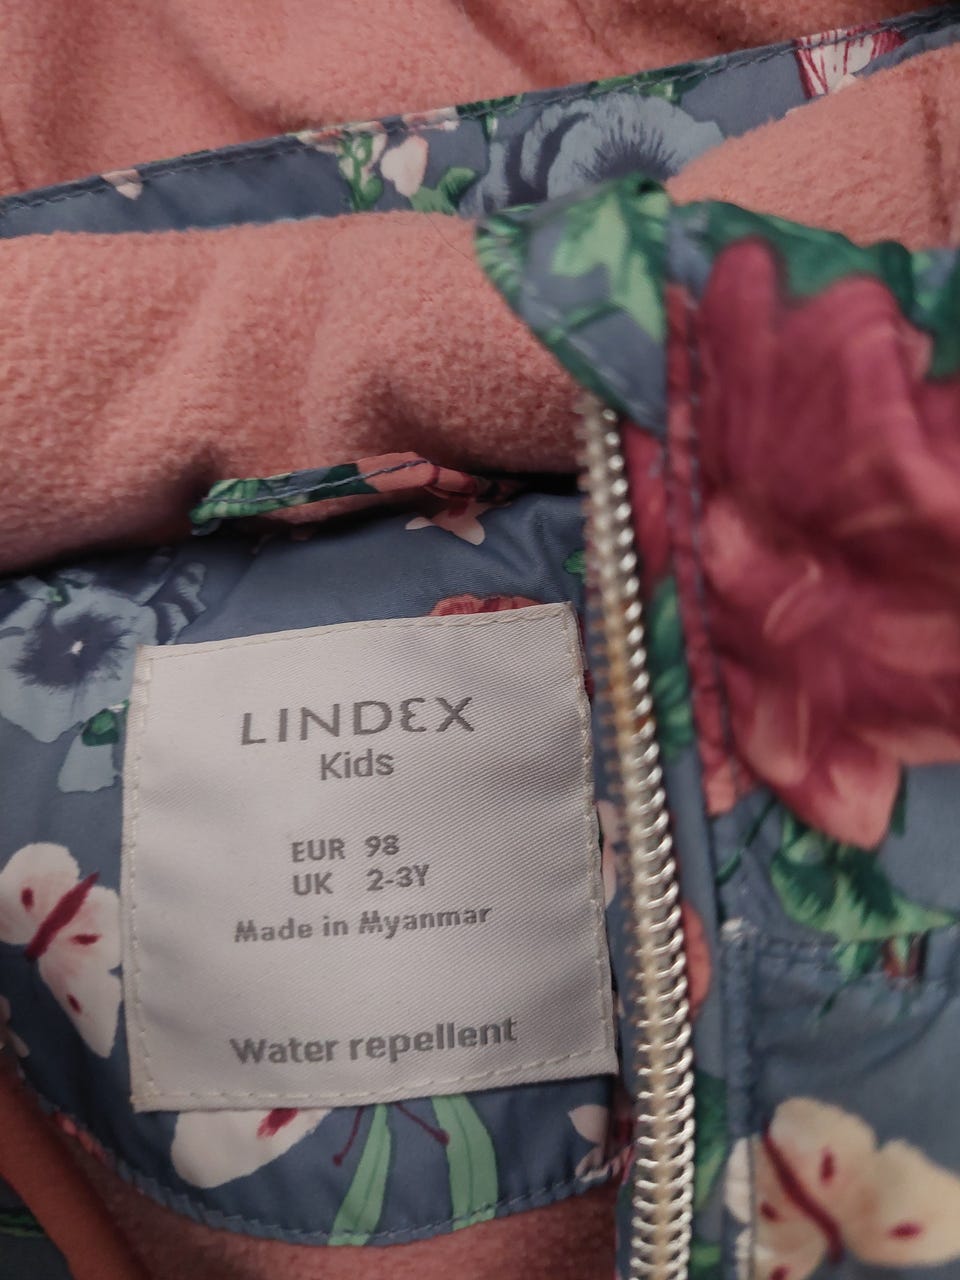 LINDEX
Kids
EUR 98
UK 2-3Y
Made in Myanmar
Water repellent